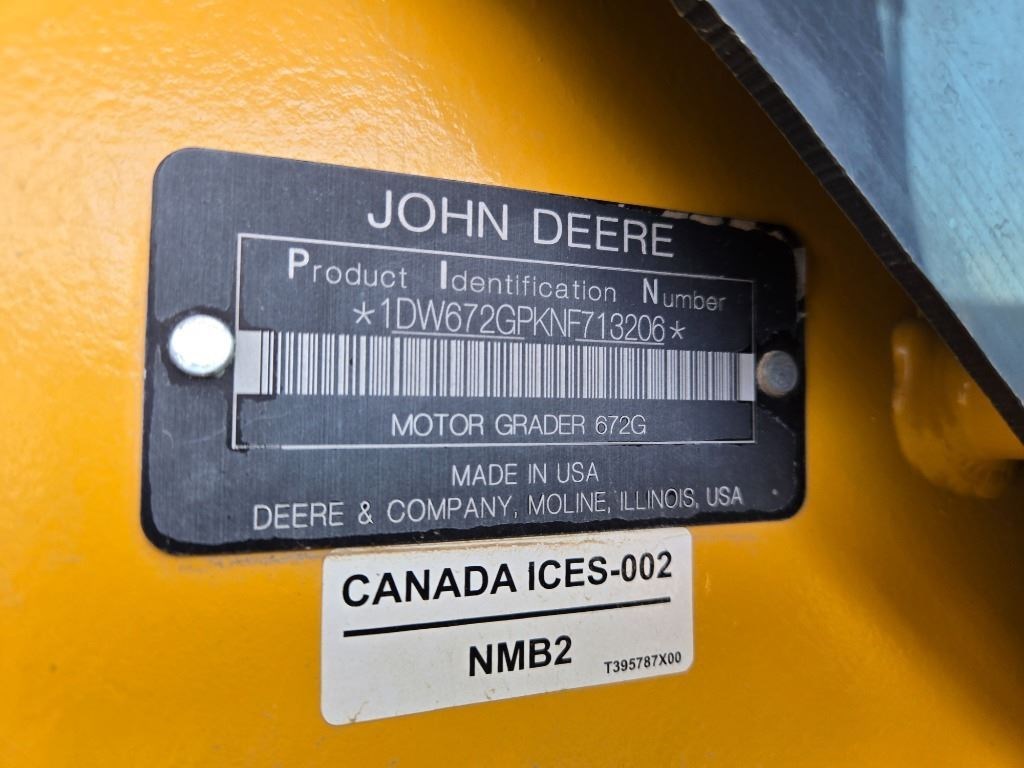 JOHN DEERE
Product Identification Number
*1DW672GPKNF713206*
MOTOR GRADER 672G
MADE IN USA
DEERE & COMPANY, MOLINE, ILLINOIS, USA
CANADA ICES-002
NMB2
T395787X00